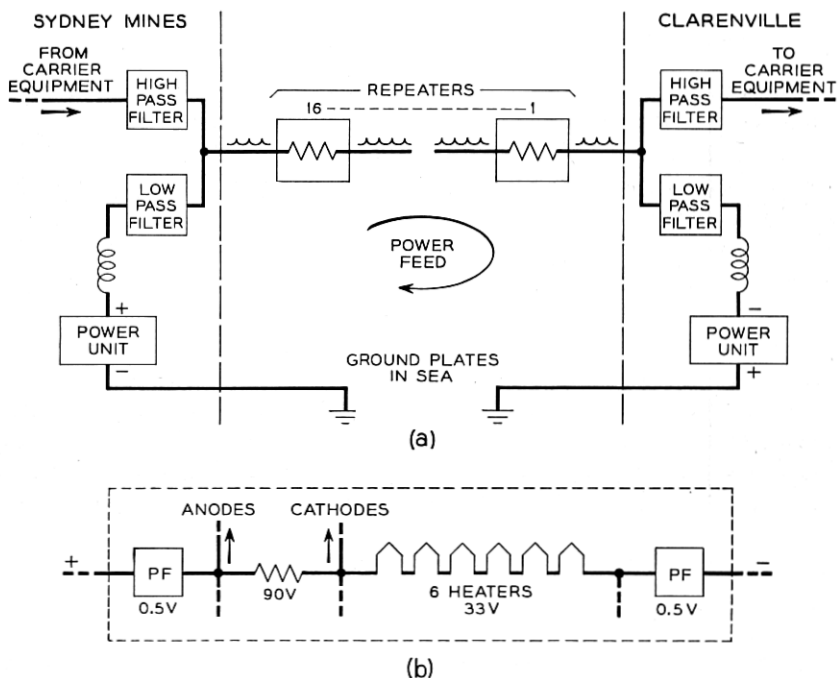 SYDNEY MINES
CLARENVILLE
FROM
CARRIER
EQUIPMENT
HIGH
PASS
FILTER
REPEATERS
16
1
HIGH
PASS
FILTER
TO
CARRIER
EQUIPMENT
LOW
PASS
FILTER
LOW
PASS
FILTER
POWER
FEED
+
POWER
UNIT
−
−
POWER
UNIT
+
GROUND PLATES
IN SEA
(a)
ANODES
CATHODES
+
PF
0.5V
90V
6 HEATERS
33V
PF
0.5V
−
(b)